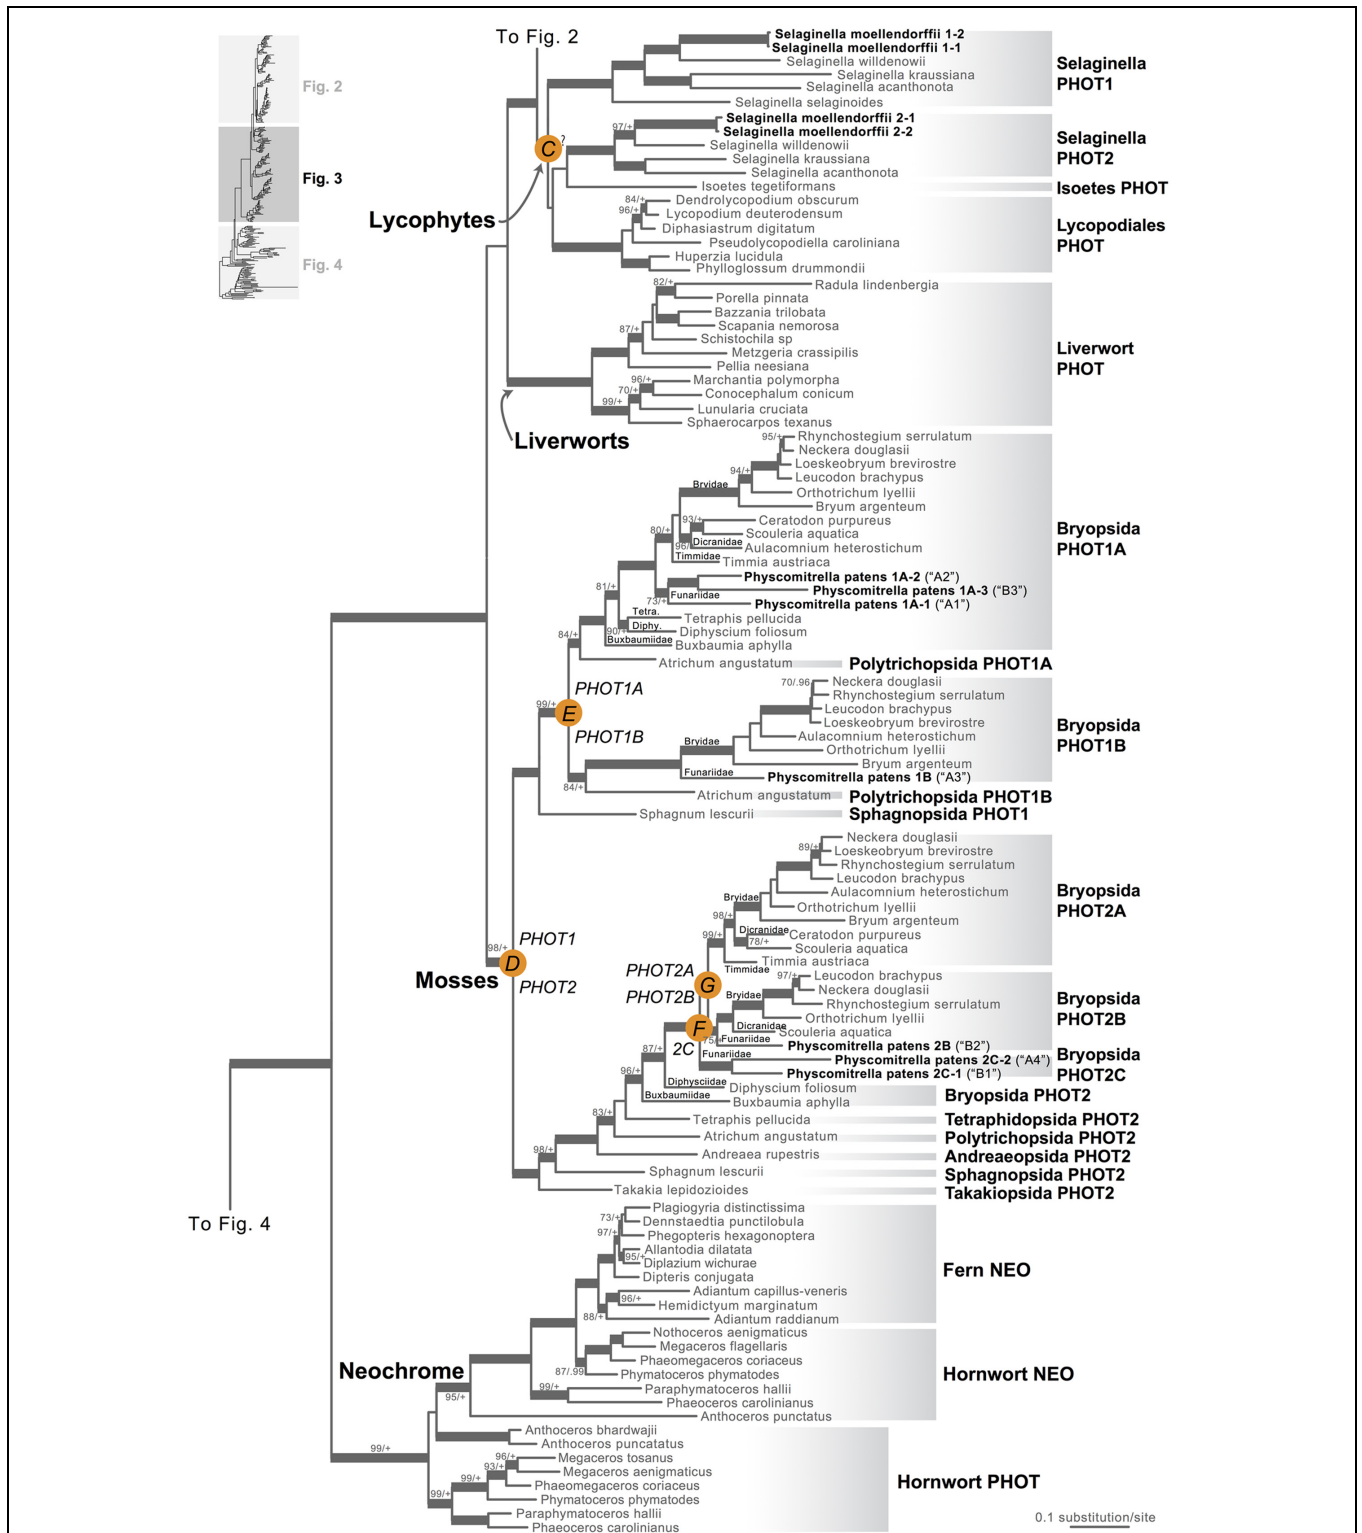 To Fig. 2
Fig. 2
Fig. 3
Fig. 4
Selaginella moellendorffii 1-2
Selaginella moellendorffii 1-1
Selaginella willdenowii
Selaginella kraussiana
Selaginella acanthonota
Selaginella selaginoides
Selaginella
PHOT1
97/+
Selaginella moellendorffii 2-1
Selaginella moellendorffii 2-2
Selaginella willdenowii
Selaginella kraussiana
Selaginella acanthonota
Selaginella
PHOT2
C
?
Isoetes tegetiformans
Isoetes PHOT
Lycophytes
84/+
96/+
Dendrolycopodium obscurum
Lycopodium deuterodensum
Diphasiastrum digitatum
Pseudolycopodiella caroliniana
Huperzia lucidula
Phylloglossum drummondii
Lycopodiales
PHOT
82/+
87/+
Radula lindenbergia
Porella pinnata
Bazzania trilobata
Scapania nemorosa
Schistochila sp
Metzgeria crassipilis
Pellia neesiana
96/+
70/+
99/+
Marchantia polymorpha
Conocephalum conicum
Lunularia cruciata
Sphaerocarpos texanus
Liverwort
PHOT
Liverworts
95/+
94/+
Bryidae
Rhynchostegium serrulatum
Neckera douglasii
Loeskeobryum brevirostre
Leucodon brachypus
Orthotrichum lyellii
Bryum argenteum
80/+
93/+
96/
Dicranidae
Timmidae
Ceratodon purpureus
Scouleria aquatica
Aulacomnium heterostichum
Timmia austriaca
81/+
73/+
Funariidae
Physcomitrella patens 1A-2 (“A2”)
Physcomitrella patens 1A-3 (“B3”)
Physcomitrella patens 1A-1 (“A1”)
84/+
90/+
Tetra.
Diphy.
Buxbaumiidae
Tetraphis pellucida
Diphyscium foliosum
Buxbaumia aphylla
Bryopsida
PHOT1A
Atrichum angustatum
Polytrichopsida PHOT1A
PHOT1A
99/+
E
PHOT1B
84/+
70/.96
Bryidae
Funariidae
Neckera douglasii
Rhynchostegium serrulatum
Leucodon brachypus
Loeskeobryum brevirostre
Aulacomnium heterostichum
Orthotrichum lyellii
Bryum argenteum
Physcomitrella patens 1B (“A3”)
Bryopsida
PHOT1B
Atrichum angustatum
Polytrichopsida PHOT1B
Sphagnum lescurii
Sphagnopsida PHOT1
98/+
PHOT1
D
PHOT2
Mosses
89/+
Bryidae
98/+
99/+
Dicranidae
78/+
Timmidae
Neckera douglasii
Loeskeobryum brevirostre
Rhynchostegium serrulatum
Leucodon brachypus
Aulacomnium heterostichum
Orthotrichum lyellii
Bryum argenteum
Ceratodon purpureus
Scouleria aquatica
Timmia austriaca
Bryopsida
PHOT2A
PHOT2A
G
PHOT2B
F
2C
97/+
Bryidae
Dicranidae
75/+
Funariidae
Leucodon brachypus
Neckera douglasii
Rhynchostegium serrulatum
Orthotrichum lyellii
Scouleria aquatica
Physcomitrella patens 2B (“B2”)
Bryopsida
PHOT2B
Funariidae
Physcomitrella patens 2C-2 (“A4”)
Physcomitrella patens 2C-1 (“B1”)
Bryopsida
PHOT2C
87/+
96/+
83/+
98/+
Diphysciidae
Buxbaumiidae
Diphyscium foliosum
Buxbaumia aphylla
Bryopsida PHOT2
Tetraphis pellucida
Tetraphidopsida PHOT2
Atrichum angustatum
Polytrichopsida PHOT2
Andreaea rupestris
Andreaeopsida PHOT2
Sphagnum lescurii
Sphagnopsida PHOT2
Takakia lepidozioides
Takakiopsida PHOT2
To Fig. 4
73/+
97/+
95/+
96/+
88/+
Plagiogyria distinctissima
Dennstaedtia punctilobula
Phegopteris hexagonoptera
Allantodia dilatata
Diplazium wichurae
Dipteris conjugata
Adiantum capillus-veneris
Hemidictyum marginatum
Adiantum raddianum
Fern NEO
Neochrome
87/.99
99/+
95/+
Nothoceros aenigmaticus
Megaceros flagellaris
Phaeomegaceros coriaceus
Phymatoceros phymatodes
Paraphymatoceros hallii
Phaeoceros carolinianus
Anthoceros punctatus
Hornwort NEO
99/+
Anthoceros bhardwajii
Anthoceros puncatatus
96/+
93/+
99/+
99/+
Megaceros tosanus
Megaceros aenigmaticus
Phaeomegaceros coriaceus
Phymatoceros phymatodes
Paraphymatoceros hallii
Phaeoceros carolinianus
Hornwort PHOT
0.1 substitution/site